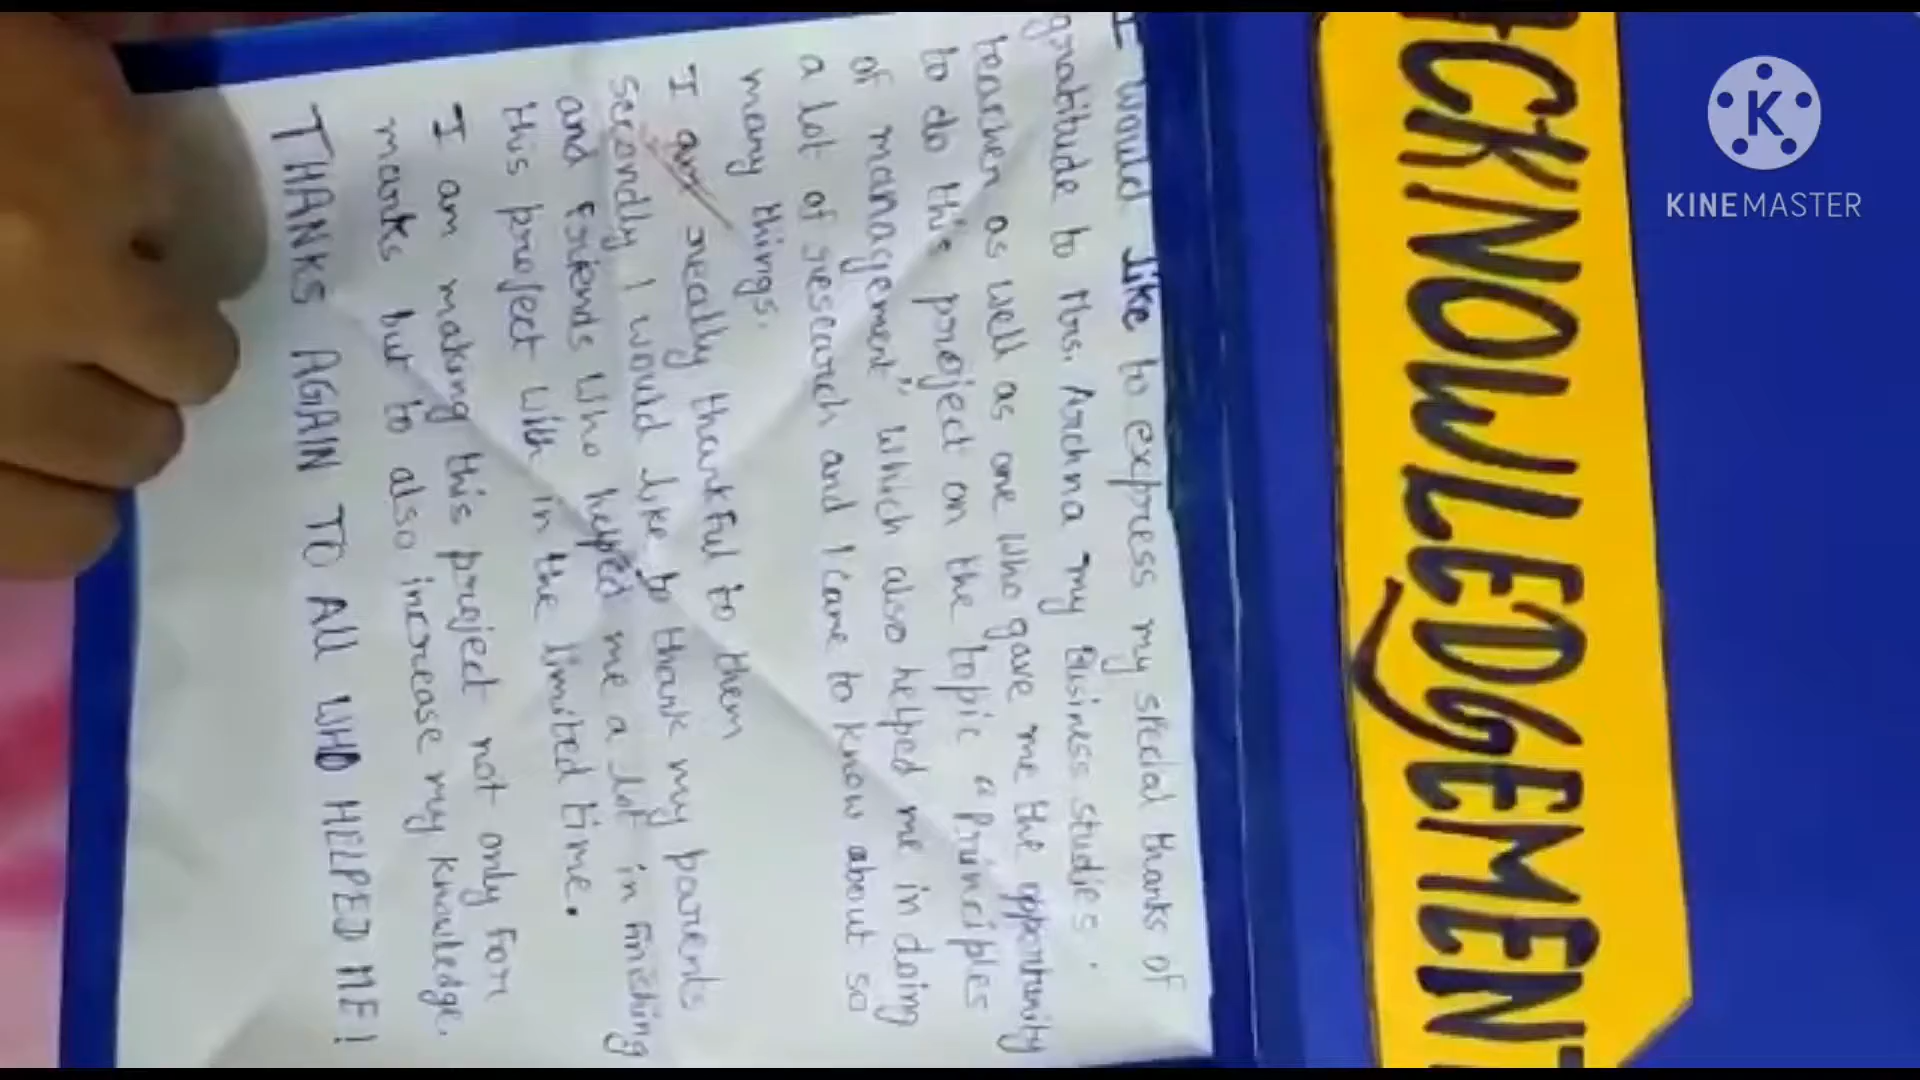 ACKNOWLEDGEMENT
I would like to express my special thanks of
gratitude to Mrs. Archna my Business studies.
teacher as well as one who gave me the opportunity
to do this project on the topic "Principles
of management", which also helped me in doing
a lot of research and I came to know about so
many things.
I am really thankful to them
secondly I would like to thank my parents
and friends who helped me a lot in finishing
this project with in the limited time.
I am making this project not only for
marks but to also increase my knowledge.
THANKS AGAIN TO All WHO HELPED ME!
K
KINEMASTER